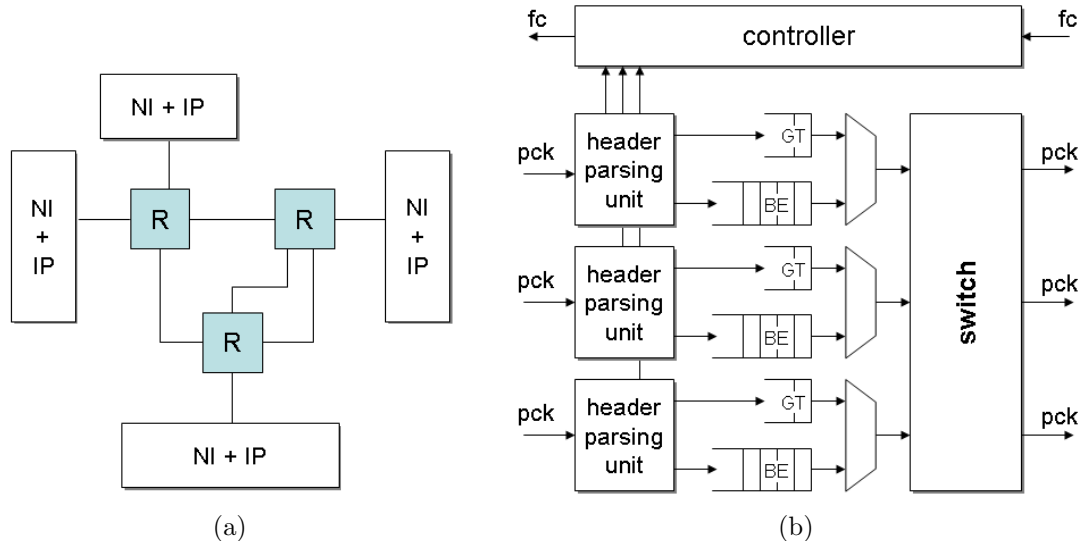 NI + IP
NI
+
IP
R
R
NI
+
IP
R
NI + IP
(a)
fc
controller
fc
pck
header
parsing
unit
GT
BE
pck
pck
header
parsing
unit
GT
BE
pck
pck
header
parsing
unit
GT
BE
pck
switch
(b)